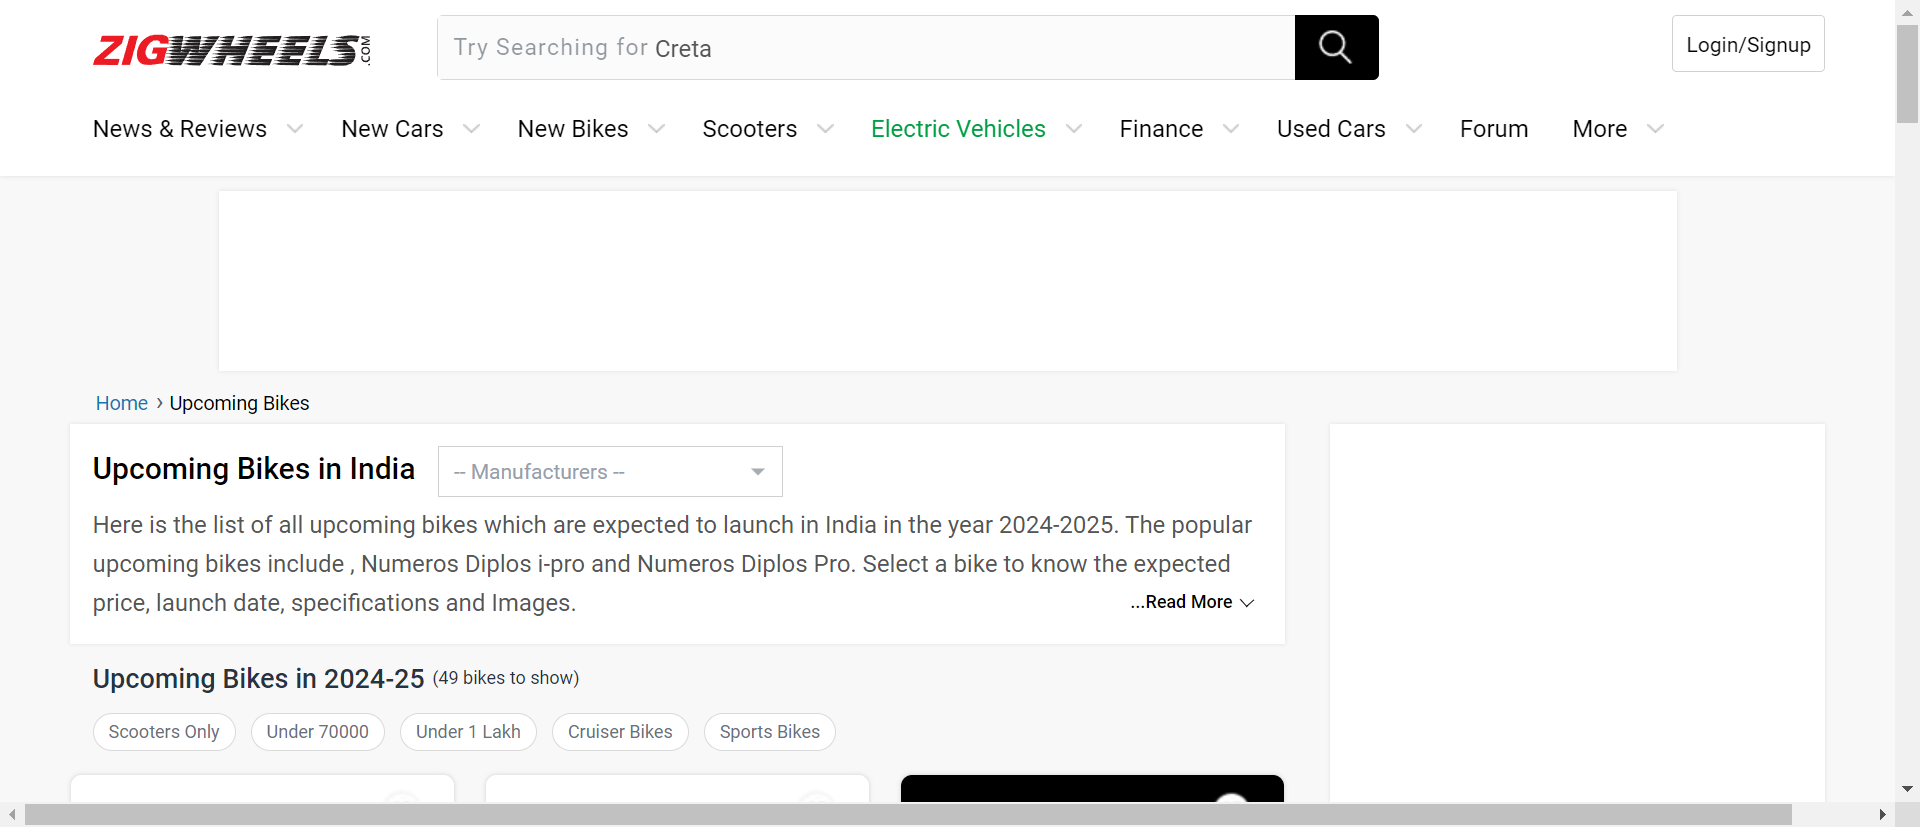 ZIGWHEELS.COM
Try Searching for Creta
Login/Signup
News & Reviews New Cars New Bikes Scooters Electric Vehicles Finance Used Cars Forum More
Home › Upcoming Bikes
Upcoming Bikes in India
-- Manufacturers --
Here is the list of all upcoming bikes which are expected to launch in India in the year 2024-2025. The popular
upcoming bikes include , Numeros Diplos i-pro and Numeros Diplos Pro. Select a bike to know the expected
price, launch date, specifications and Images.
...Read More
Upcoming Bikes in 2024-25 (49 bikes to show)
Scooters Only Under 70000 Under 1 Lakh Cruiser Bikes Sports Bikes